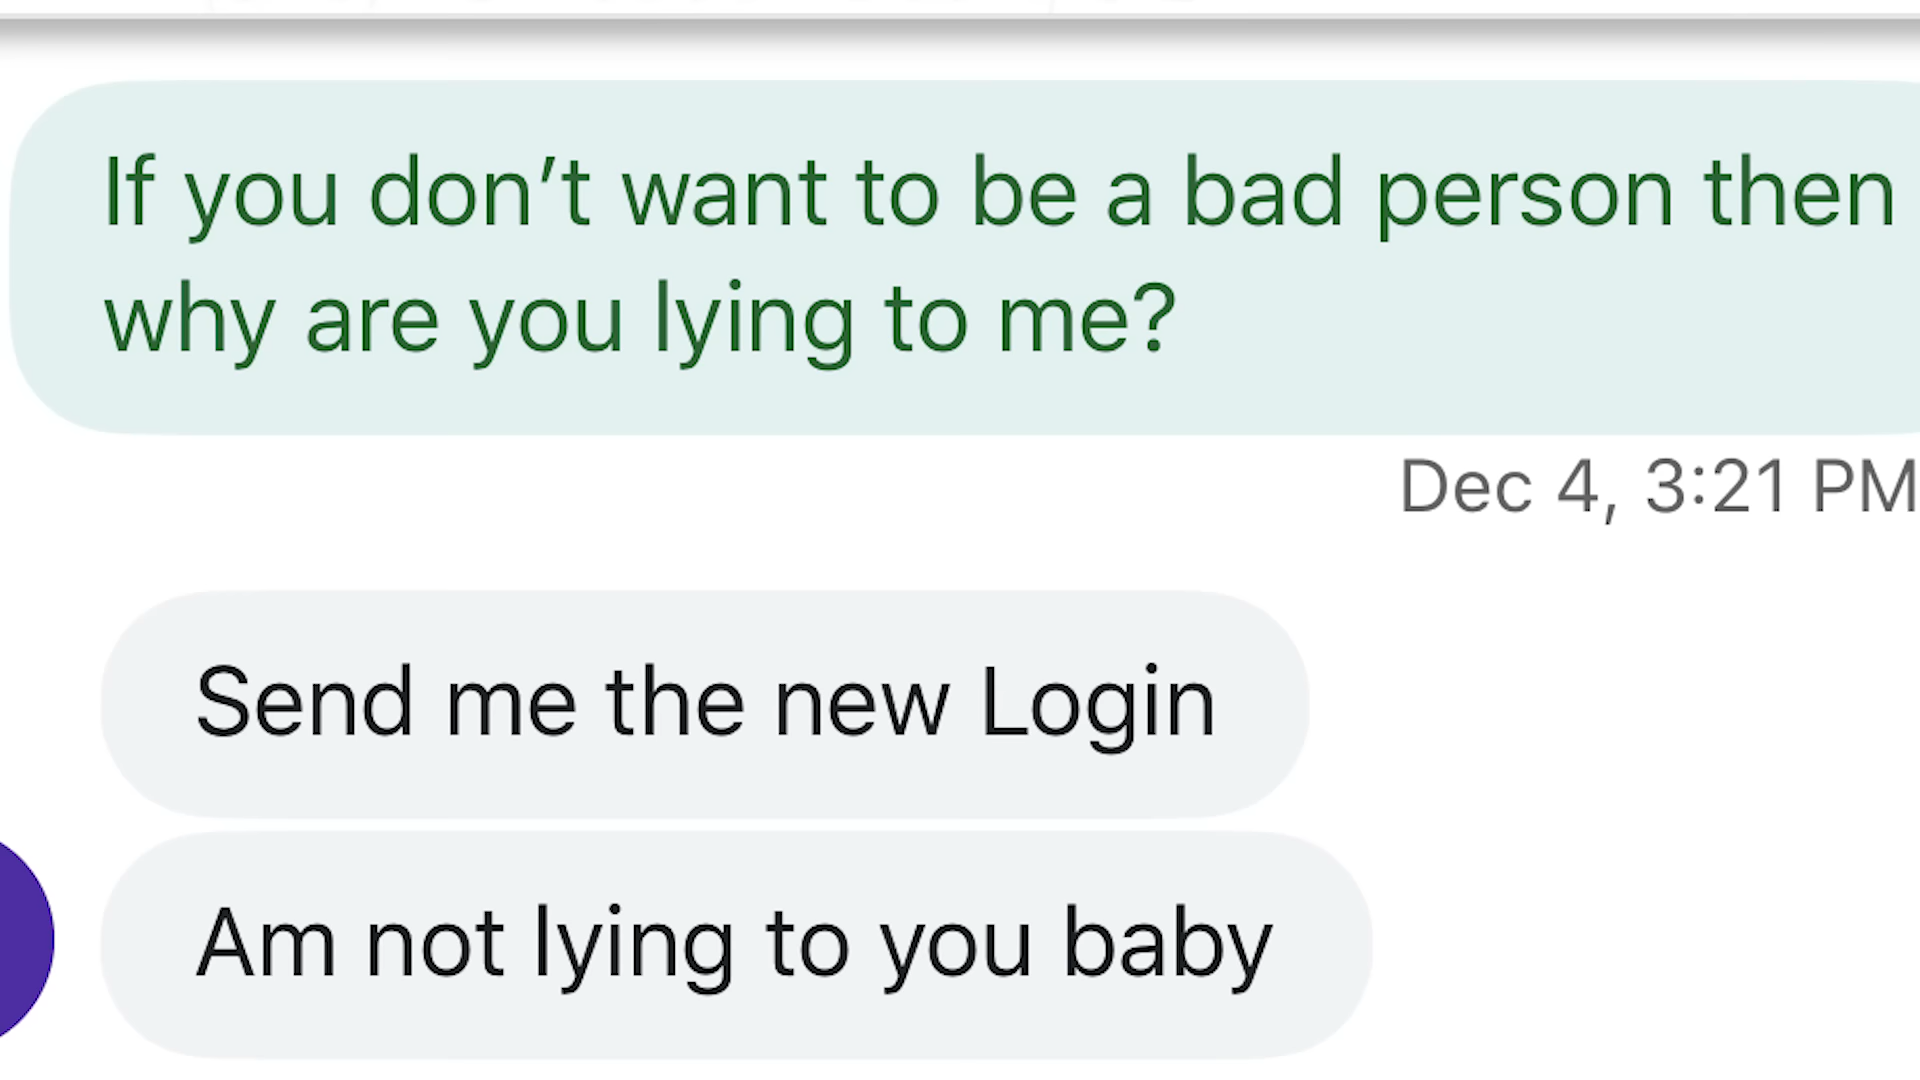 If you don’t want to be a bad person then
why are you lying to me?
Dec 4, 3:21 PM
Send me the new Login
Am not lying to you baby